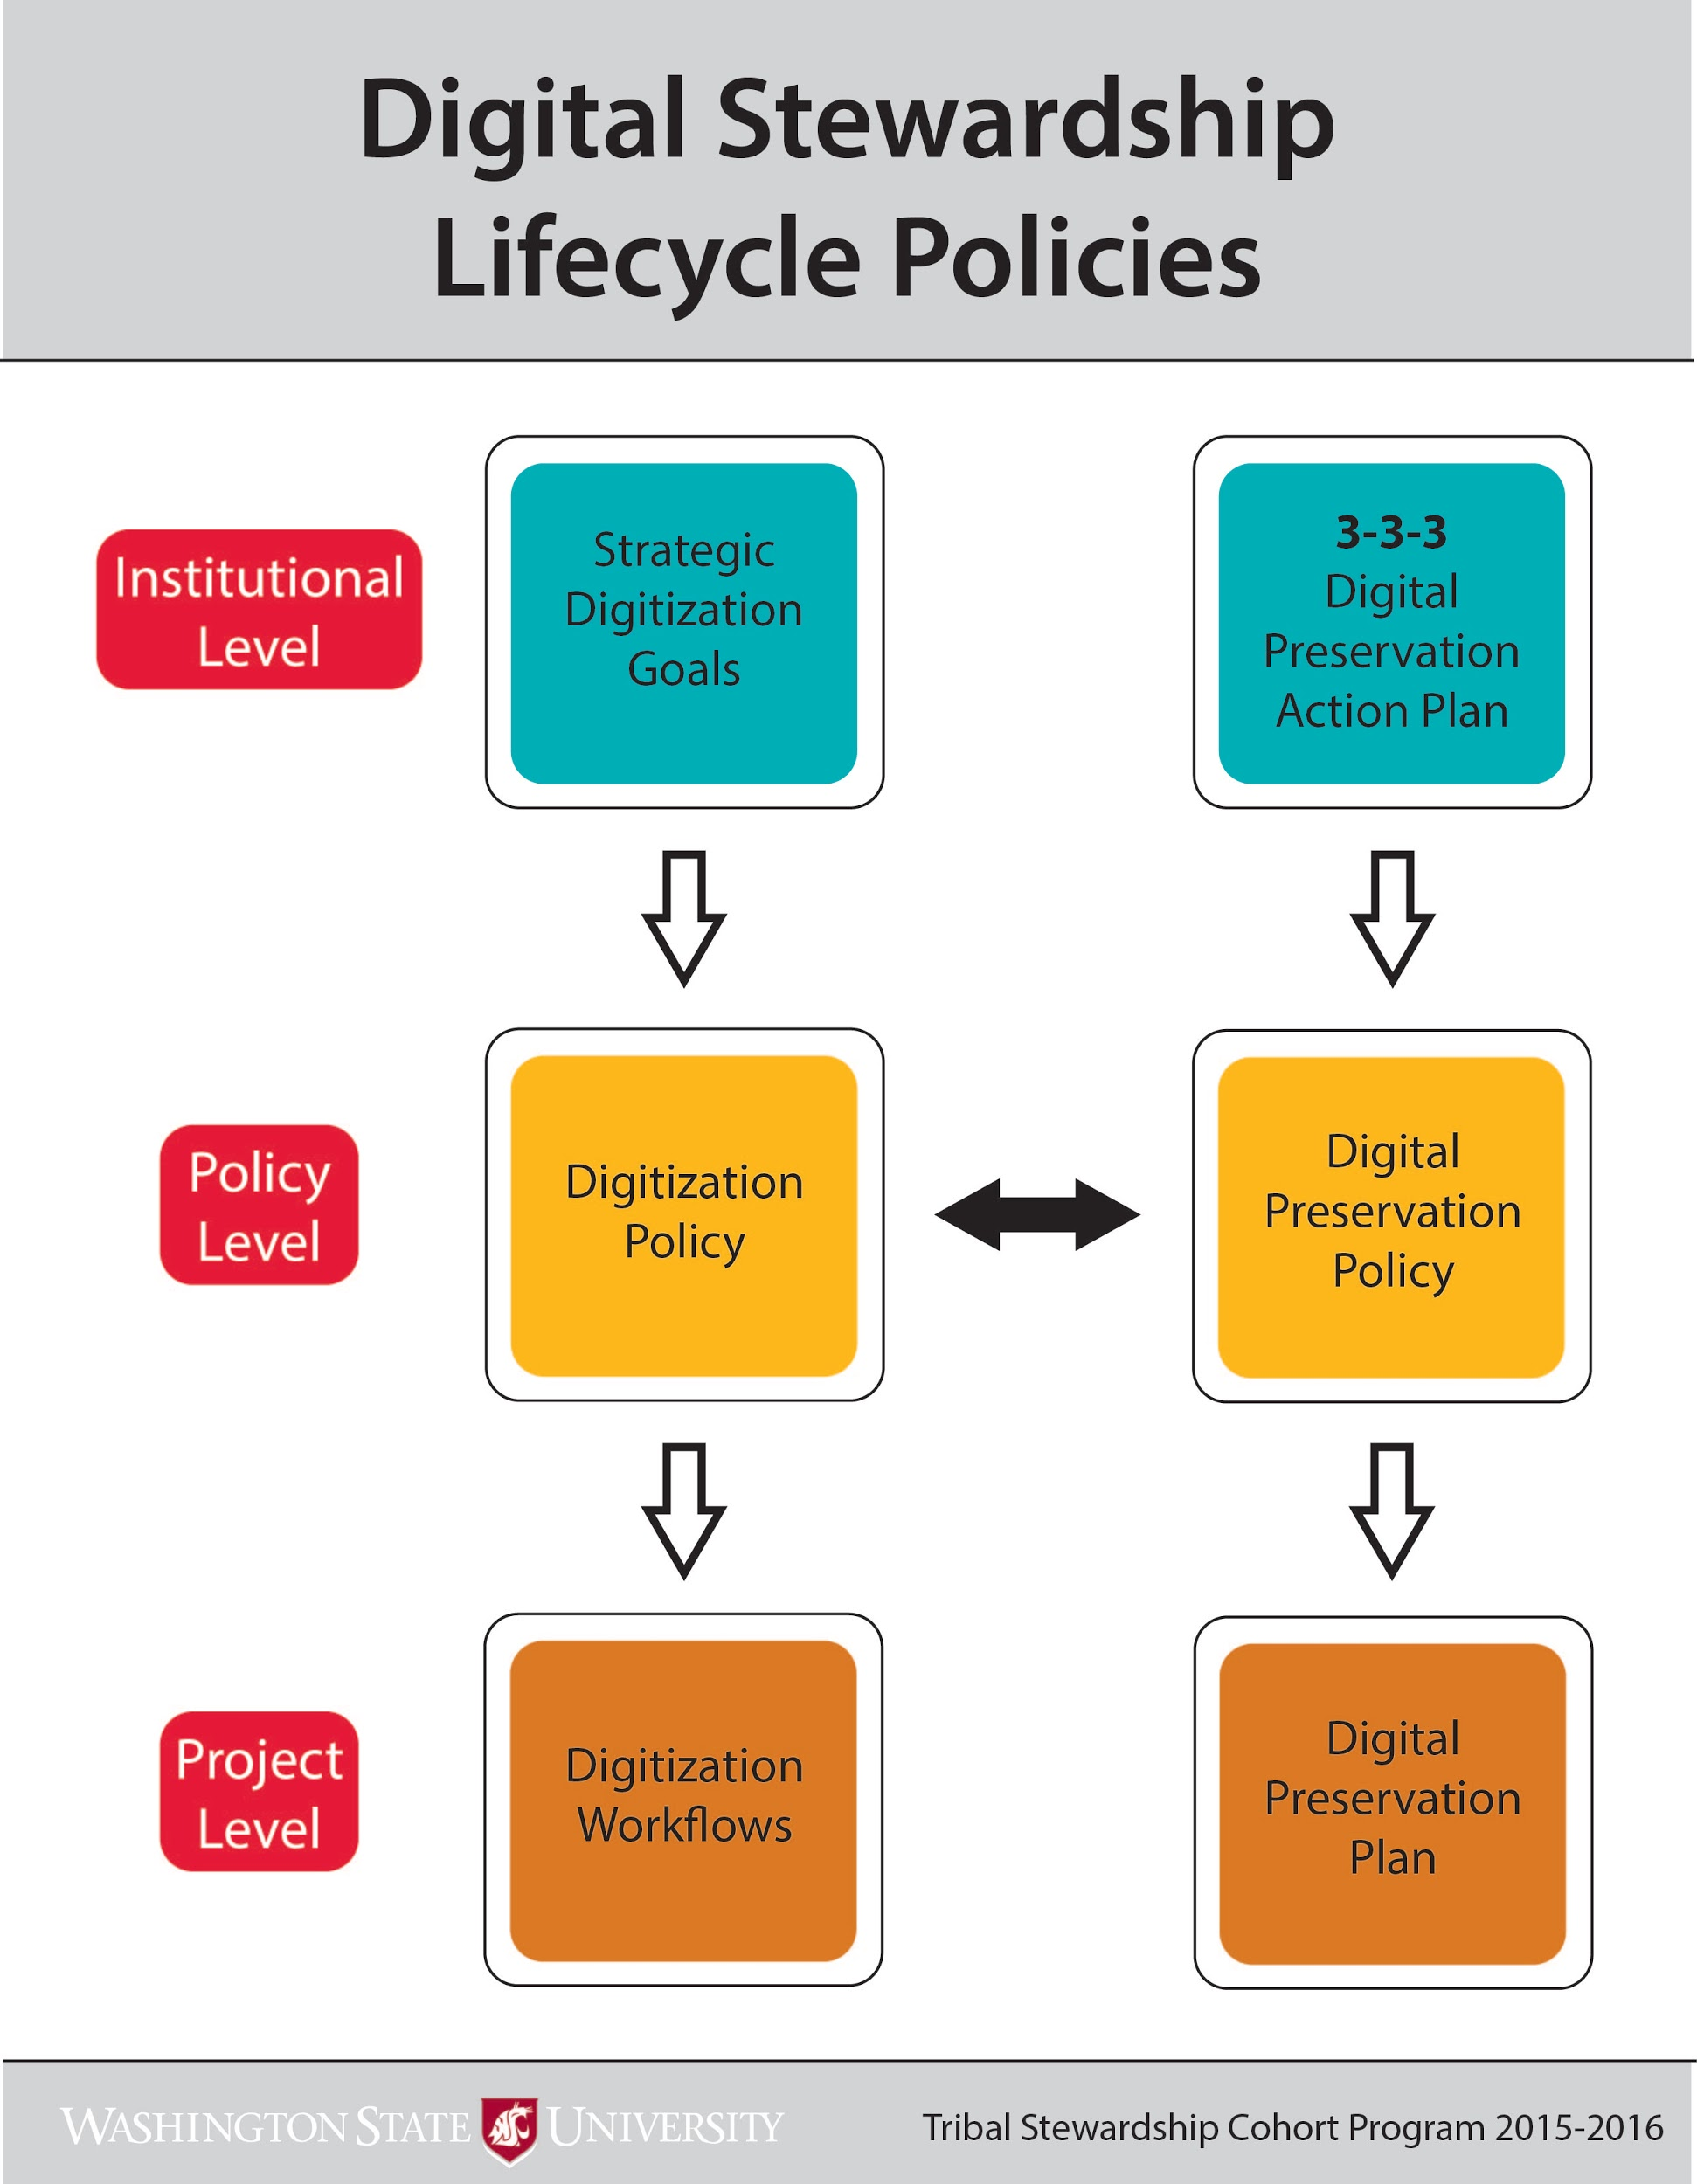 Digital Stewardship
Lifecycle Policies
Institutional
Level
Strategic
Digitization
Goals
3-3-3
Digital
Preservation
Action Plan
Policy
Level
Digitization
Policy
Digital
Preservation
Policy
Project
Level
Digitization
Workflows
Digital
Preservation
Plan
WASHINGTON STATE UNIVERSITY
Tribal Stewardship Cohort Program 2015-2016